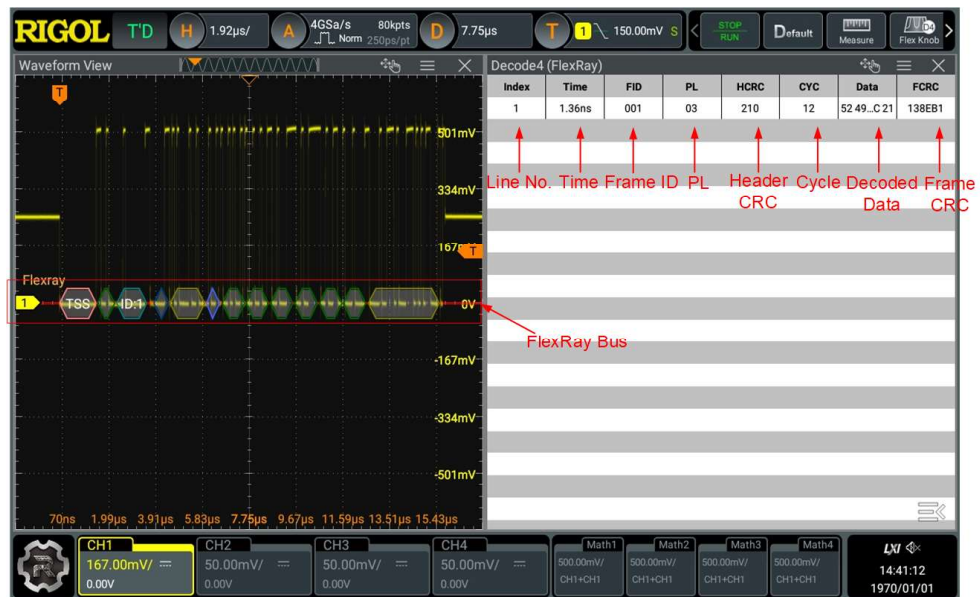 RIGOL T'D H 1.92μs/ A 4GSa/s 80kpts Norm 250ps/pt D 7.75μs T 1 150.00mV S STOP RUN Default Measure Flex Knob D4
Waveform View
Decode4 (FlexRay)
Index Time FID PL HCRC CYC Data FCRC
1 1.36ns 001 03 210 12 52 49...C 21 138EB1
T
501mV
Line No. Time Frame ID PL Header CRC Cycle Decoded Data Frame CRC
334mV
167
T
Flexray
1 TSS ID:1 0V
FlexRay Bus
-167mV
-334mV
-501mV
70ns 1.99μs 3.91μs 5.83μs 7.75μs 9.67μs 11.59μs 13.51μs 15.43μs
CH1 CH2 CH3 CH4 Math1 Math2 Math3 Math4 LXI
167.00mV/ 50.00mV/ 50.00mV/ 50.00mV/ 500.00mV/ 500.00mV/ 500.00mV/ 500.00mV/ 14:41:12
0.00V 0.00V 0.00V 0.00V CH1+CH1 CH1+CH1 CH1+CH1 CH1+CH1 1970/01/01